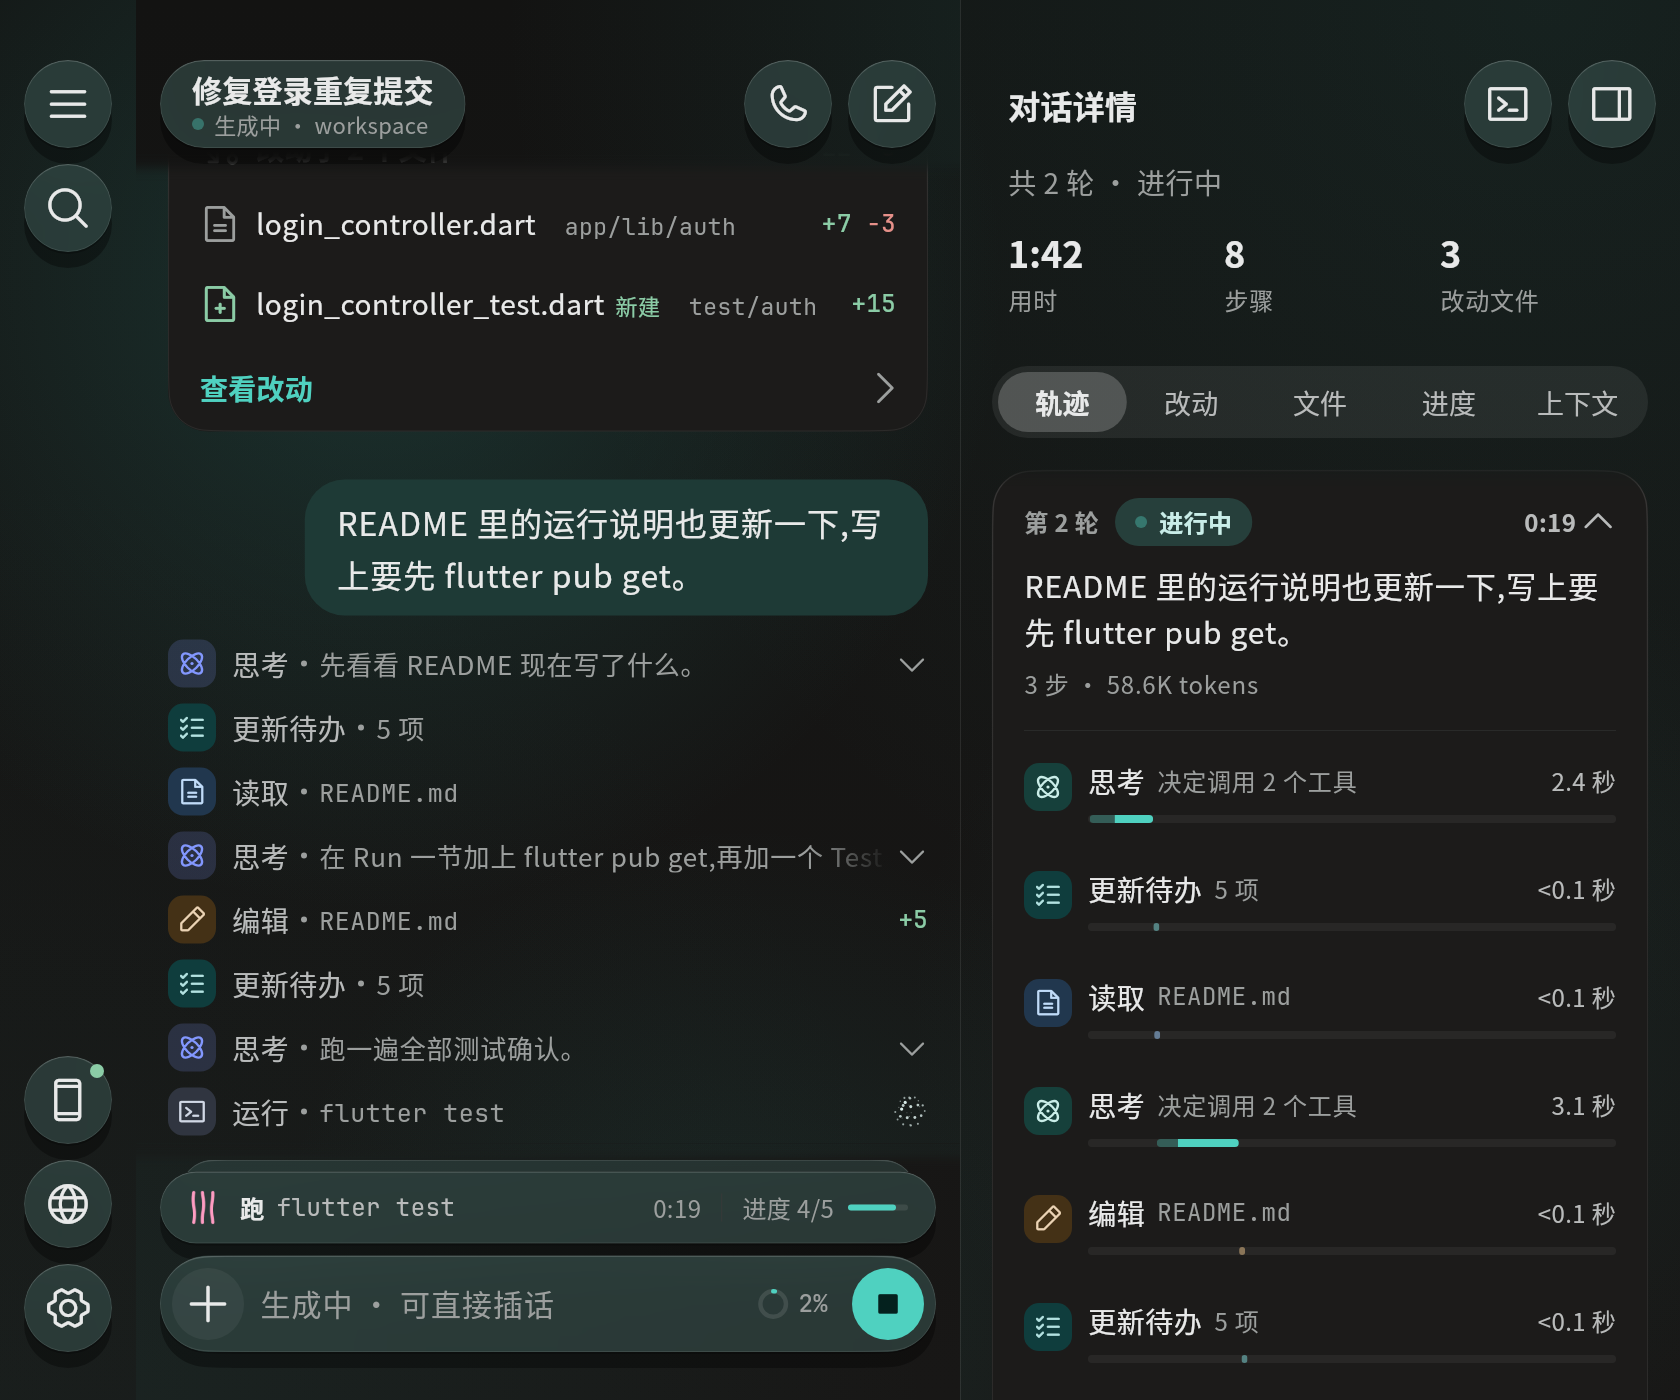 修复登录重复提交
生成中 · workspace
login_controller.dart app/lib/auth +7 -3
login_controller_test.dart 新建 test/auth +15
查看改动
README 里的运行说明也更新一下,写
上要先 flutter pub get。
思考 · 先看看 README 现在写了什么。
更新待办 · 5 项
读取 · README.md
思考 · 在 Run 一节加上 flutter pub get,再加一个 Test
编辑 · README.md +5
更新待办 · 5 项
思考 · 跑一遍全部测试确认。
运行 · flutter test
跑 flutter test 0:19 进度 4/5
生成中 · 可直接插话 2%
对话详情
共 2 轮 · 进行中
1:42 8 3
用时 步骤 改动文件
轨迹 改动 文件 进度 上下文
第 2 轮 进行中 0:19
README 里的运行说明也更新一下,写上要
先 flutter pub get。
3 步 · 58.6K tokens
思考 决定调用 2 个工具 2.4 秒
更新待办 5 项 <0.1 秒
读取 README.md <0.1 秒
思考 决定调用 2 个工具 3.1 秒
编辑 README.md <0.1 秒
更新待办 5 项 <0.1 秒